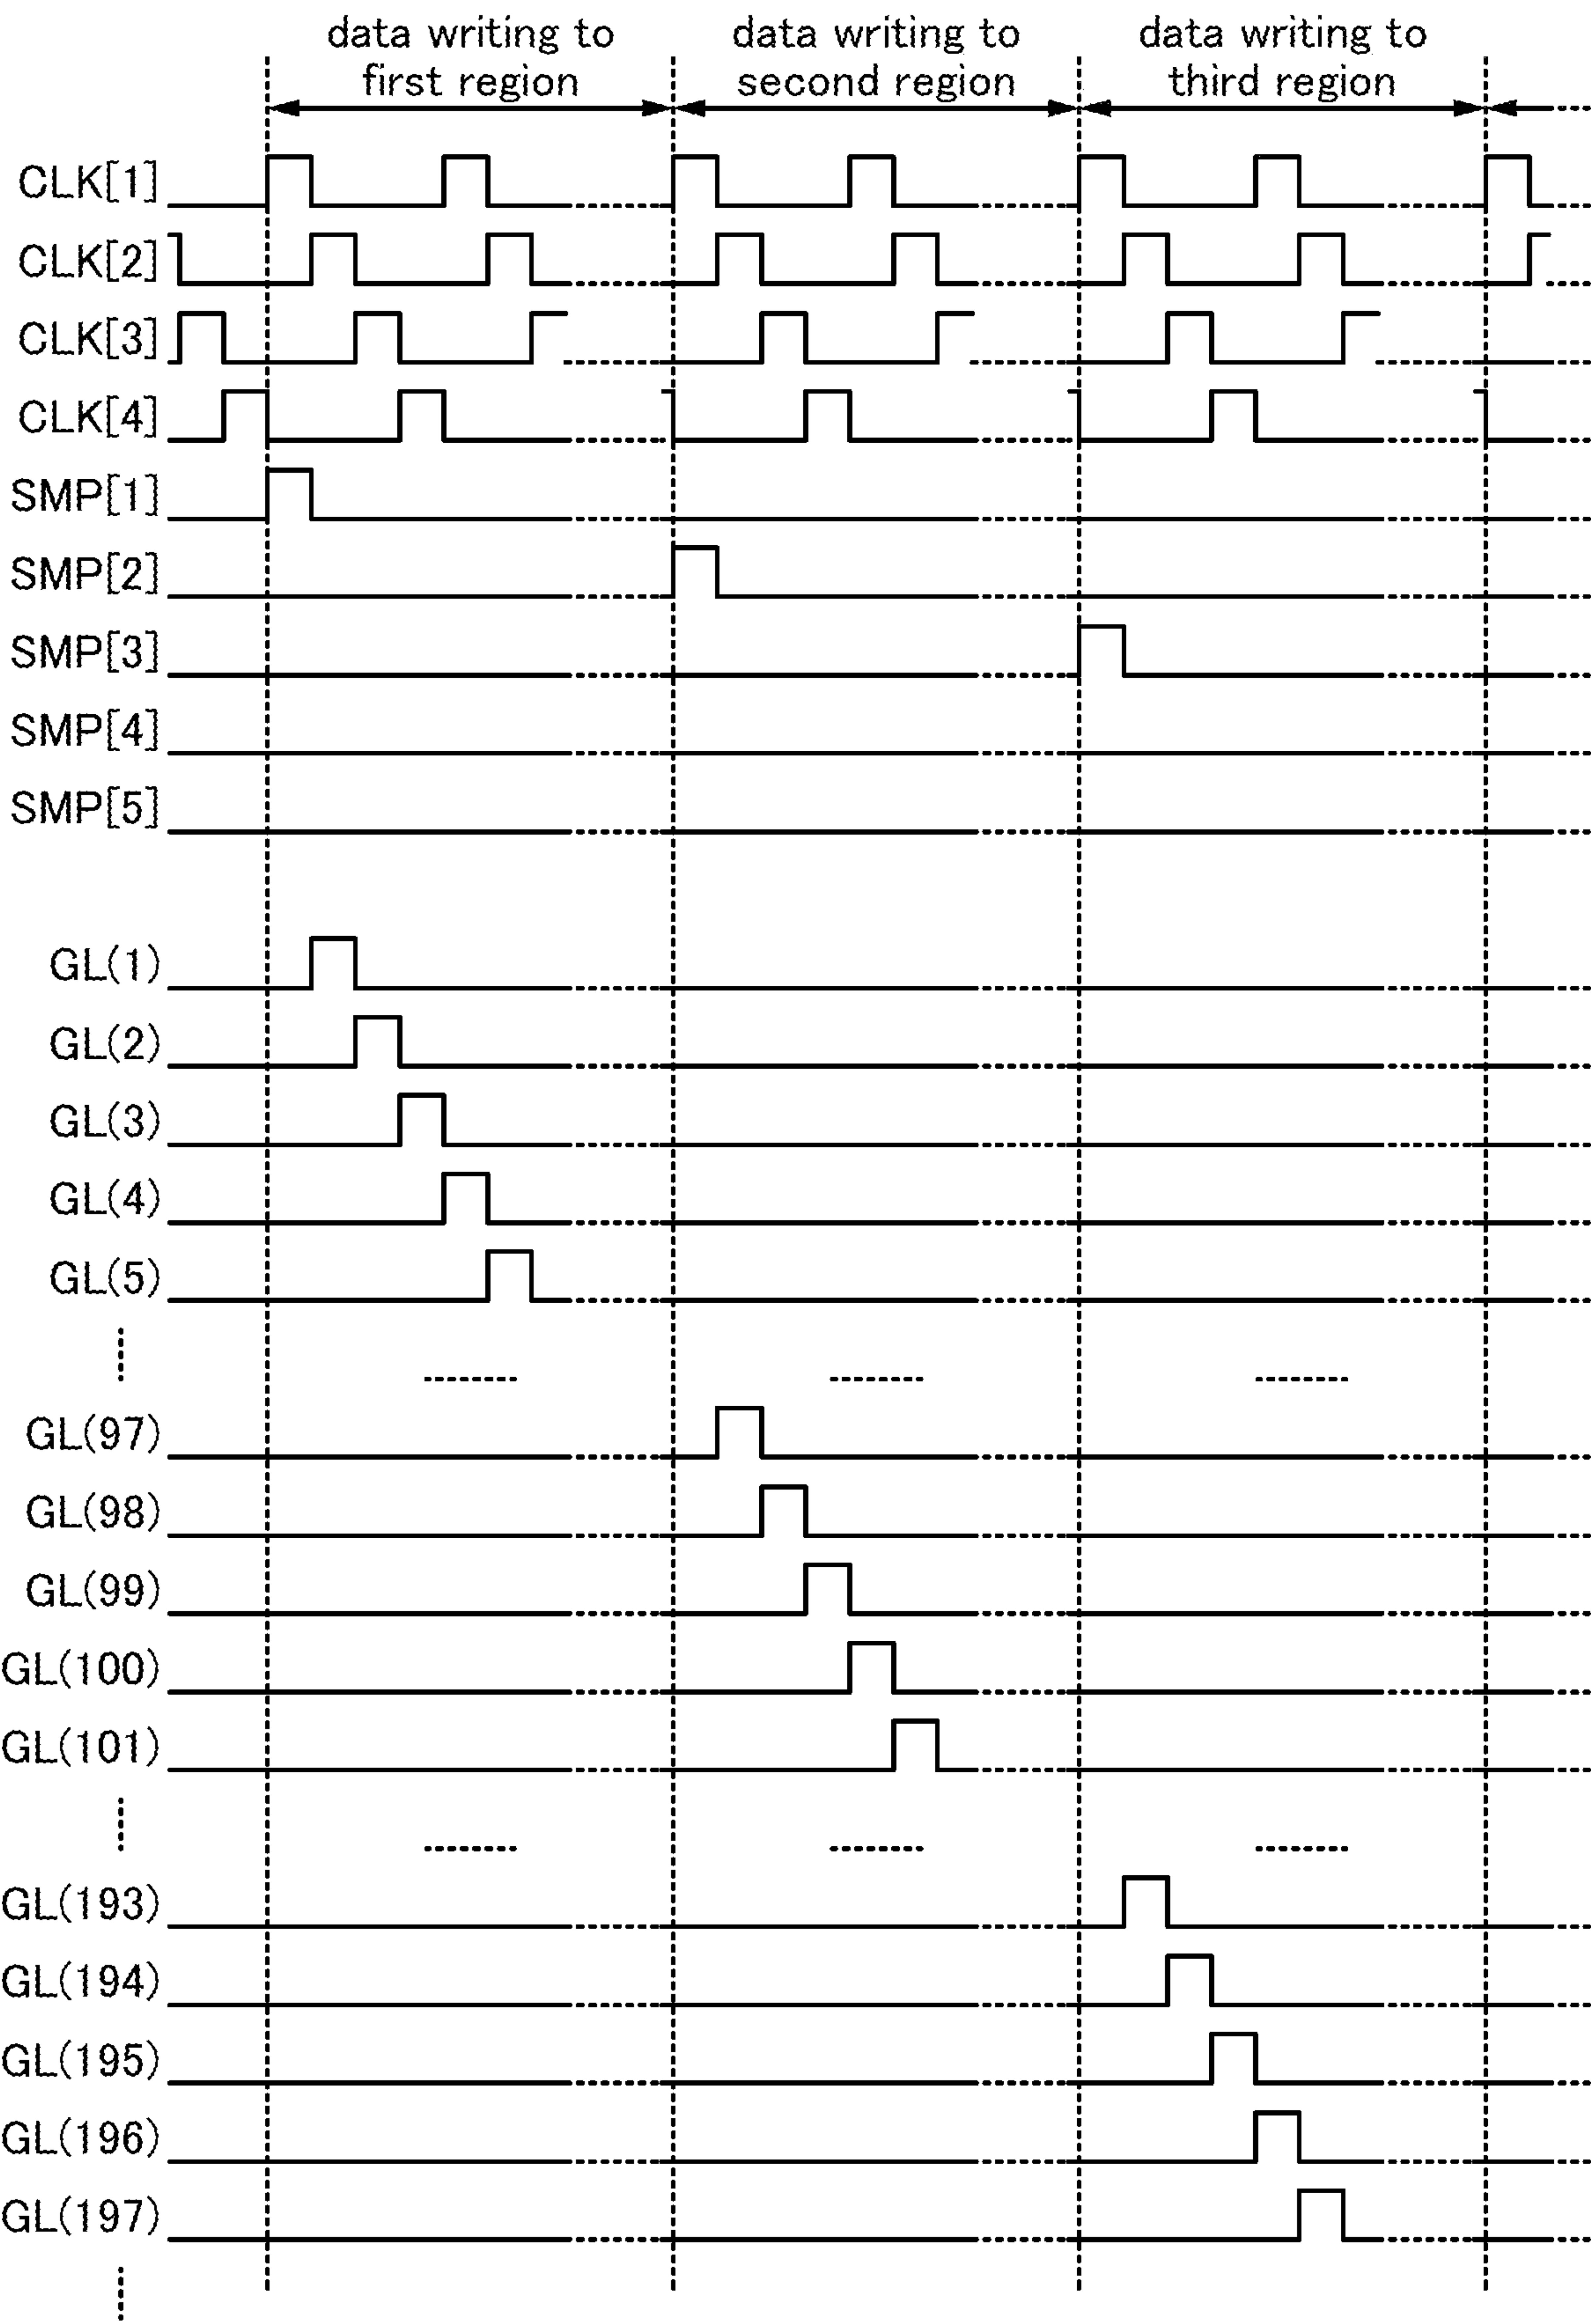 data writing to
first region
data writing to
second region
data writing to
third region
CLK[1]
CLK[2]
CLK[3]
CLK[4]
SMP[1]
SMP[2]
SMP[3]
SMP[4]
SMP[5]
GL(1)
GL(2)
GL(3)
GL(4)
GL(5)
GL(97)
GL(98)
GL(99)
GL(100)
GL(101)
GL(193)
GL(194)
GL(195)
GL(196)
GL(197)